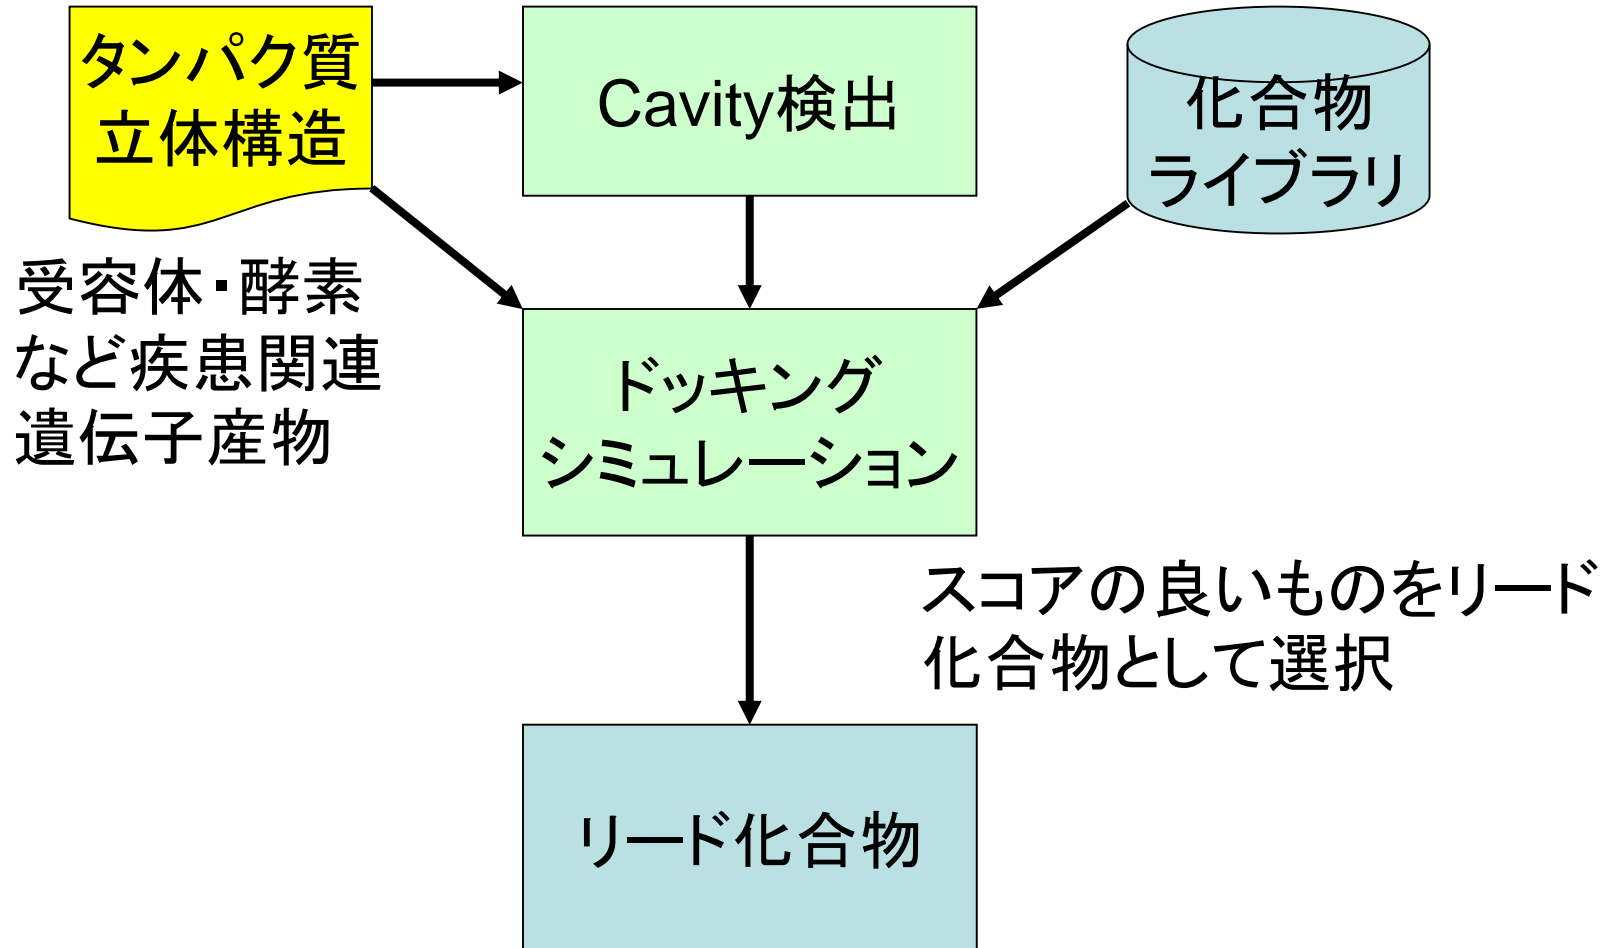 タンパク質
立体構造
Cavity検出
化合物
ライブラリ
受容体・酵素
など疾患関連
遺伝子産物
ドッキング
シミュレーション
スコアの良いものをリード
化合物として選択
リード化合物